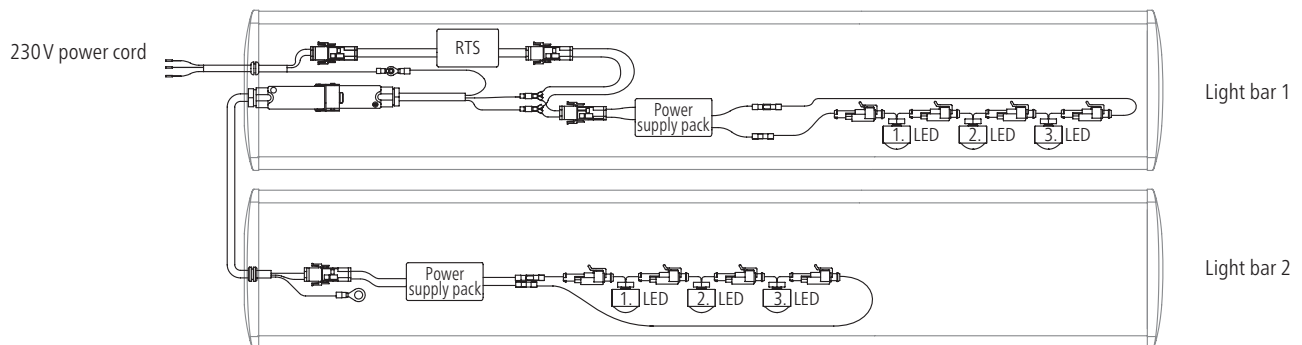 230 V power cord
RTS
Light bar 1
Power
supply pack
1. LED 2. LED 3. LED
Light bar 2
Power
supply pack
1. LED 2. LED 3. LED